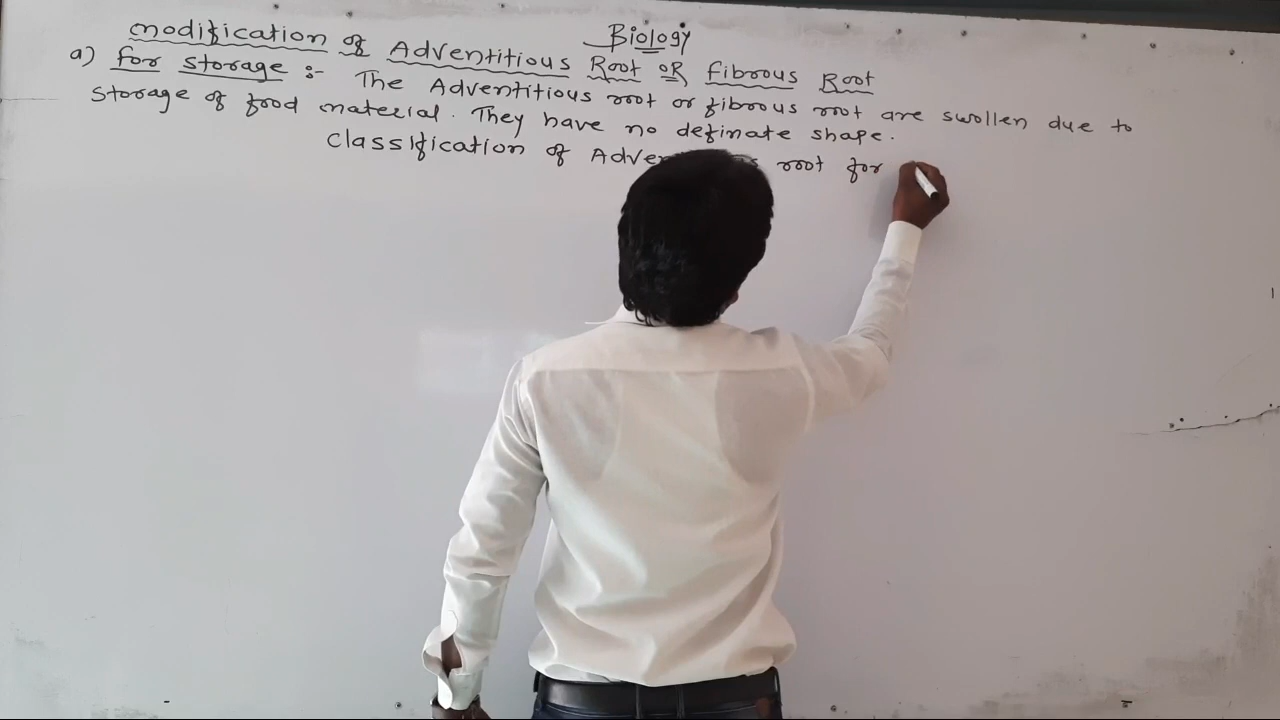 Biology
modification of Adventitious Root OR fibrous Root
a) for storage :- The Adventitious root or fibrous root are swollen due to
storage of food material. They have no definate shape.
Classification of root for